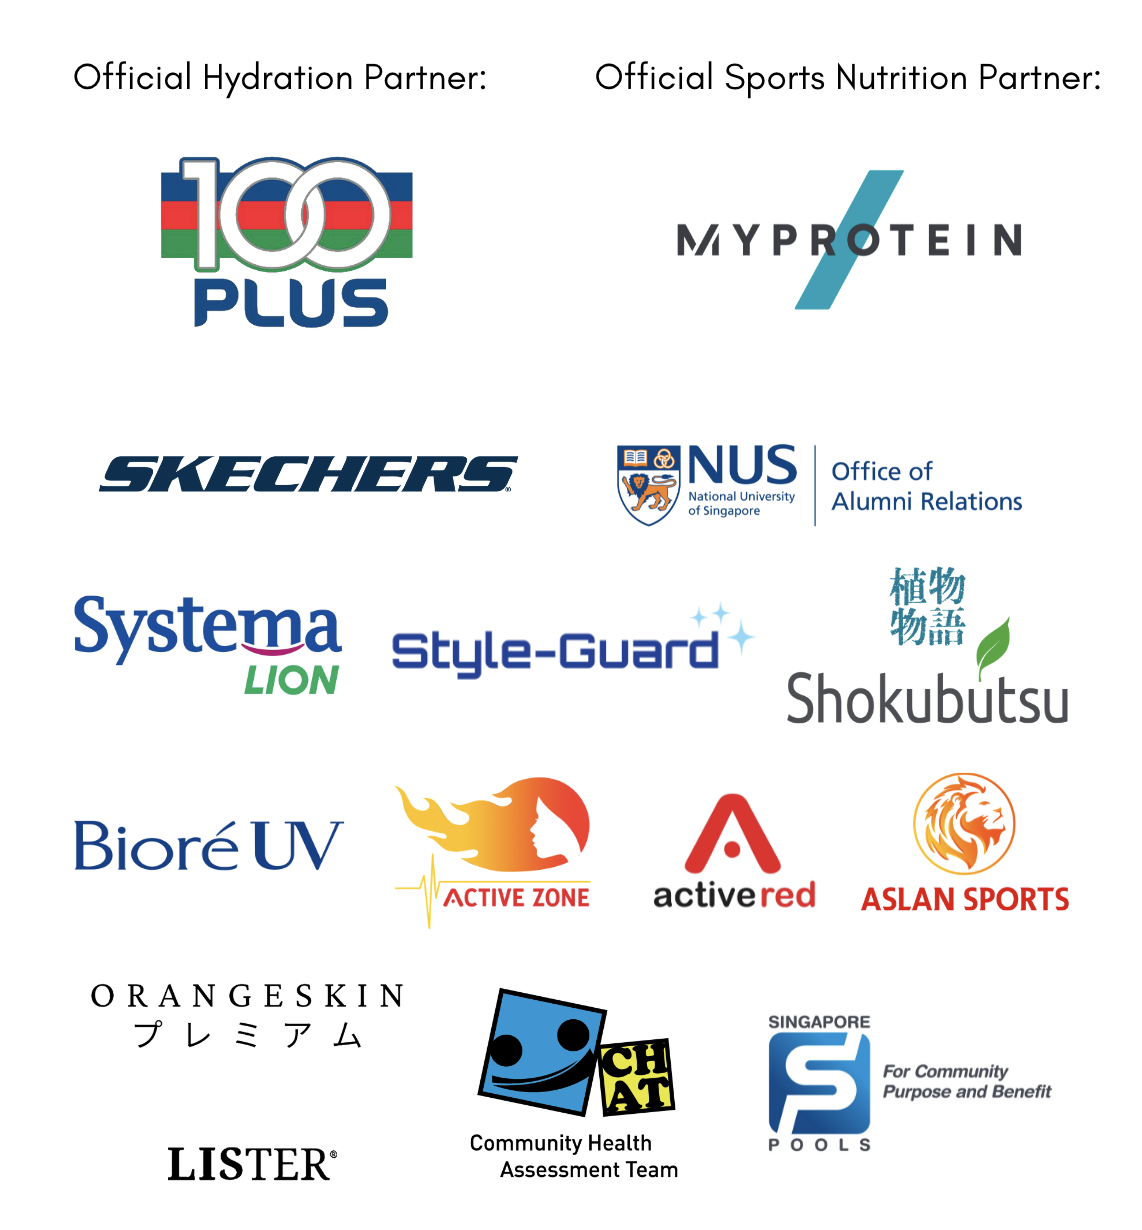 Official Hydration Partner:
Official Sports Nutrition Partner:
100
PLUS
MYPROTEIN
SKECHERS®
NUS
National University
of Singapore
Office of
Alumni Relations
Systema
LION
Style-Guard
植物
物語
Shokubutsu
Bioré UV
ACTIVE ZONE
activered
ASLAN SPORTS
ORANGESKIN
プレミアム
CH
AT
Community Health
Assessment Team
SINGAPORE
S
POOLS
For Community
Purpose and Benefit
LISTER®